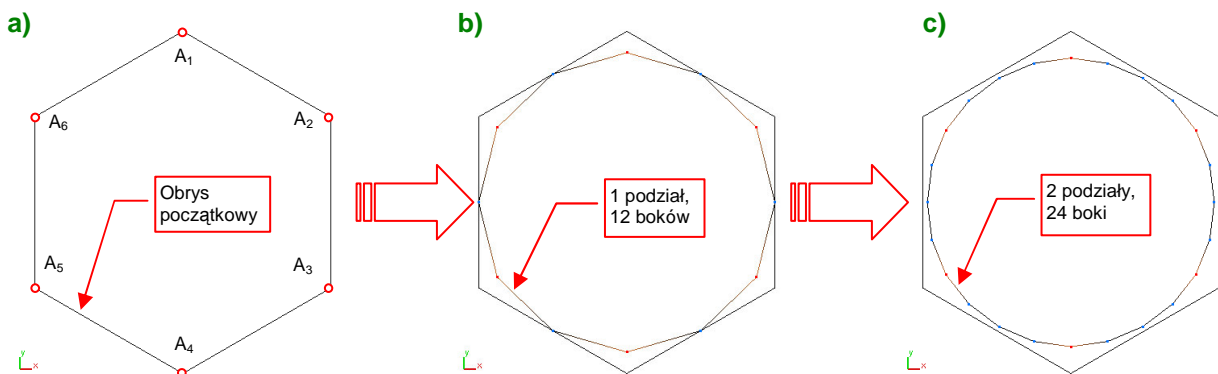 a)
A1
A6
A2
Obrys
początkowy
A5
A3
A4
y
x
b)
1 podział,
12 boków
y
x
c)
2 podziały,
24 boki
y
x